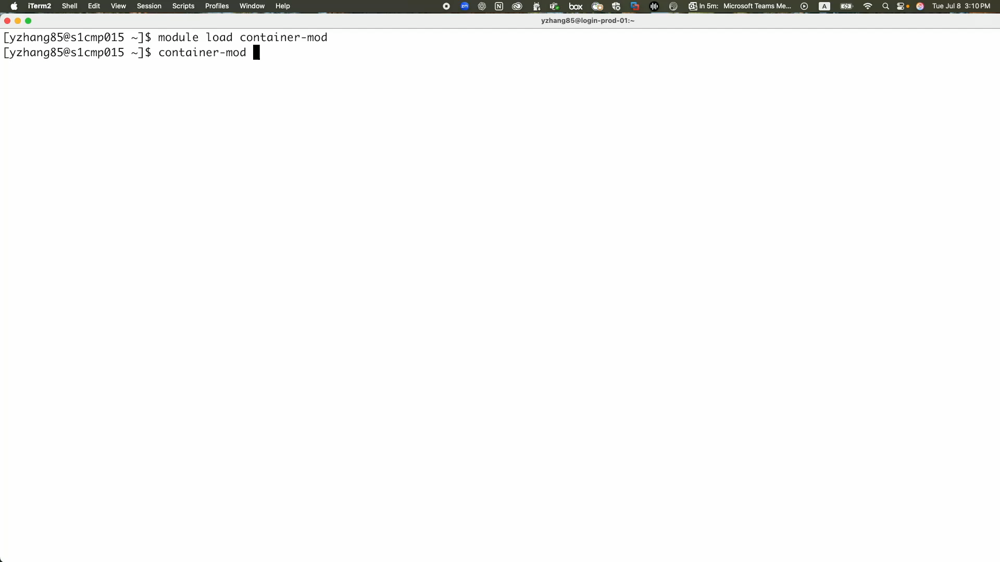 iTerm2 Shell Edit View Session Scripts Profiles Window Help zm N box In 5m: Microsoft Teams Me... A Tue Jul 8 3:10 PM
yzhang85@login-prod-01:~
[yzhang85@s1cmp015 ~]$ module load container-mod
[yzhang85@s1cmp015 ~]$ container-mod